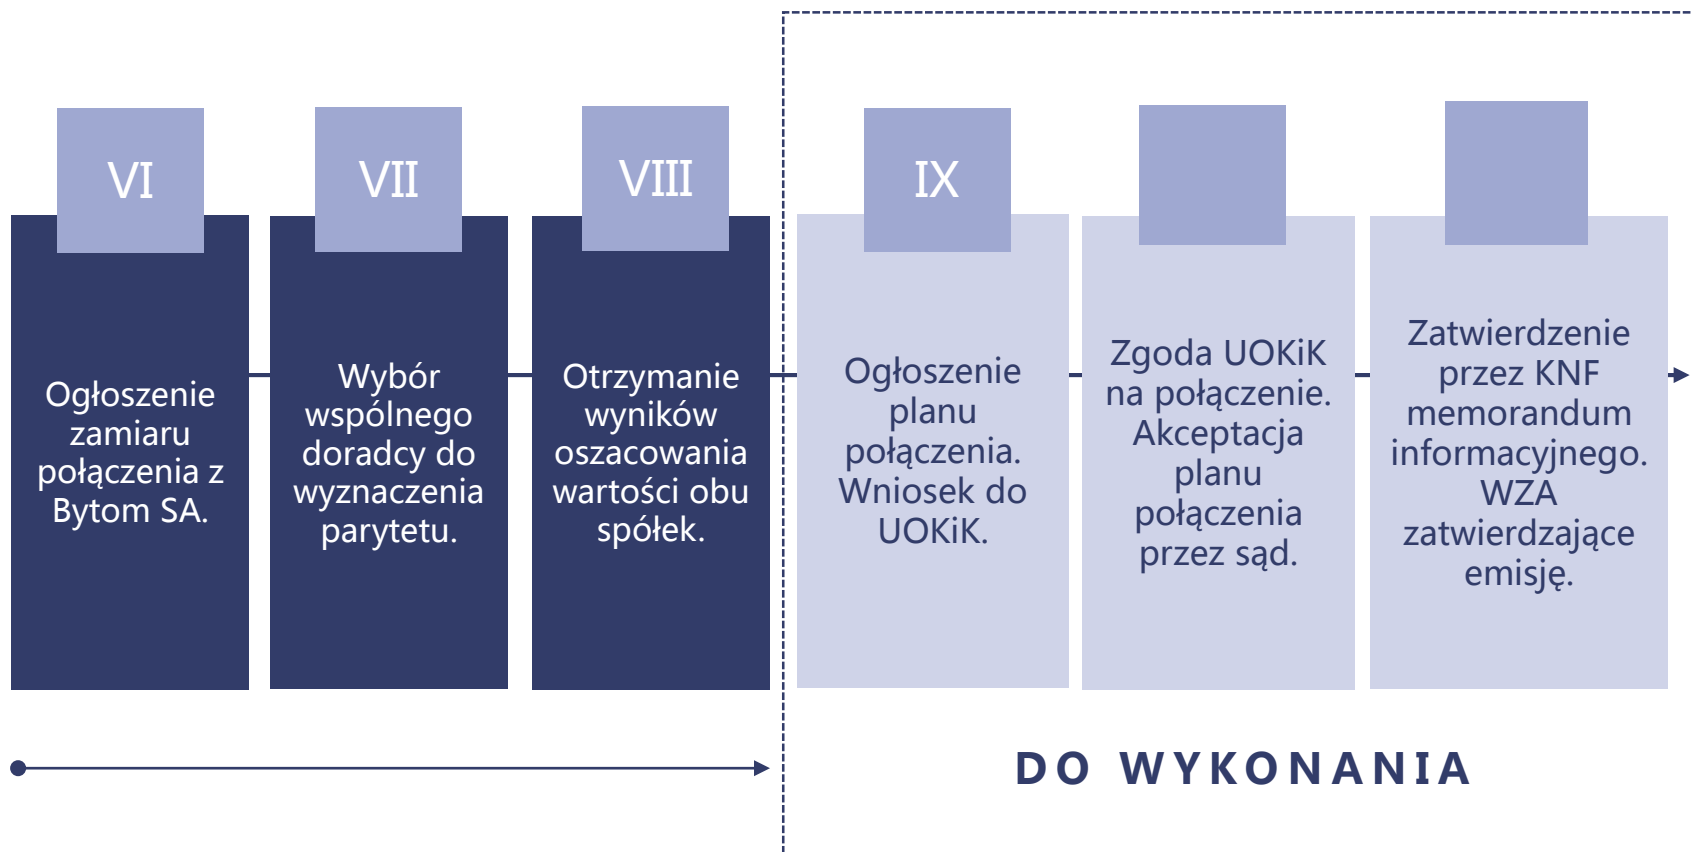 VI
Ogłoszenie
zamiaru
połączenia z
Bytom SA.
VII
Wybór
wspólnego
doradcy do
wyznaczenia
parytetu.
VIII
Otrzymanie
wyników
oszacowania
wartości obu
spółek.
IX
Ogłoszenie
planu
połączenia.
Wniosek do
UOKiK.
Zgoda UOKiK
na połączenie.
Akceptacja
planu
połączenia
przez sąd.
Zatwierdzenie
przez KNF
memorandum
informacyjnego.
WZA
zatwierdzające
emisję.
DO WYKONANIA